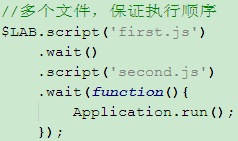 //多个文件，保证执行顺序
$LAB.script('first.js')
.wait()
.script('second.js')
.wait(function(){
Application.run();
});